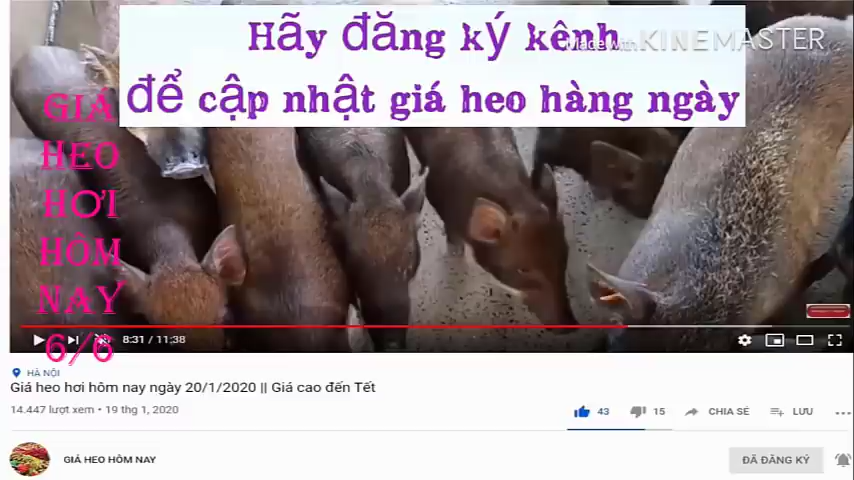 Hãy đăng ký kênh
để cập nhật giá heo hàng ngày
Made with KINEMASTER
GIÁ
HEO
HƠI
HÒM
NAY
6/6
8:31 / 11:38
HÀ NỘI
Giá heo hơi hôm nay ngày 20/1/2020 || Giá cao đến Tết
14.447 lượt xem • 19 thg 1, 2020
43
15
CHIA SẺ
LƯU
GIÁ HEO HÔM NAY
ĐÃ ĐĂNG KÝ